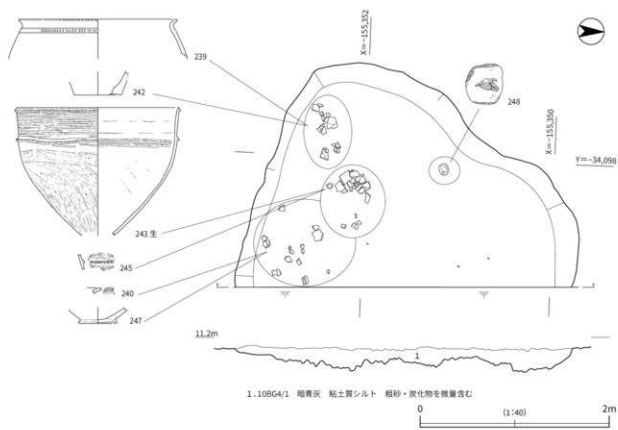 X=-155,352
239
242
248
X=-155,350
Y=-34,098
243 生
245
240
247
11.2m
1
1.10BG4/1 暗青灰 粘土質シルト 粗砂・炭化物を微量含む
0 (1:40) 2m